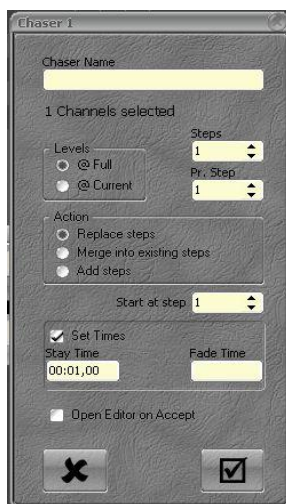 Chaser 1
Chaser Name
1 Channels selected
Steps
Levels
1
@ Full
Pr. Step
@ Current
1
Action
Replace steps
Merge into existing steps
Add steps
Start at step 1
Set Times
Stay Time Fade Time
00:01,00
Open Editor on Accept